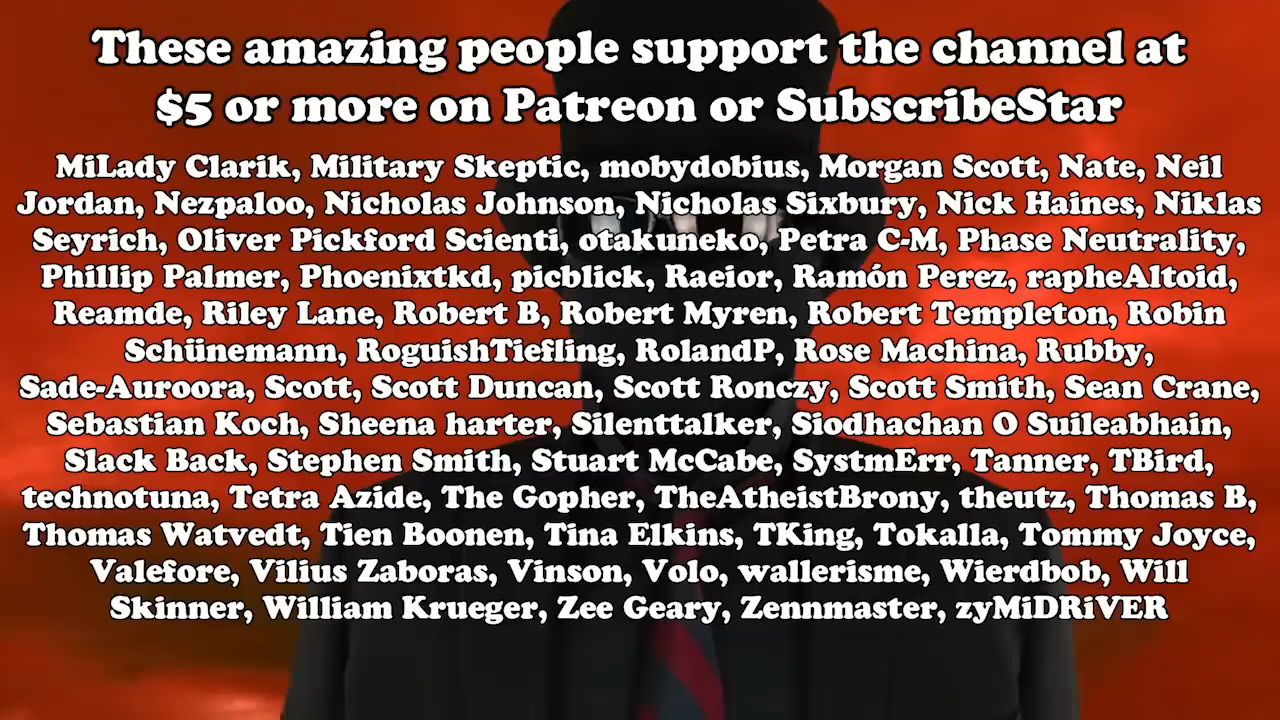 These amazing people support the channel at
$5 or more on Patreon or SubscribeStar
MiLady Clarik, Military Skeptic, mobydobius, Morgan Scott, Nate, Neil
Jordan, Nezpaloo, Nicholas Johnson, Nicholas Sixbury, Nick Haines, Niklas
Seyrich, Oliver Pickford Scienti, otakuneko, Petra C-M, Phase Neutrality,
Phillip Palmer, Phoenixtkd, picblick, Raeior, Ramón Perez, rapheAltoid,
Reamde, Riley Lane, Robert B, Robert Myren, Robert Templeton, Robin
Schünemann, RoguishTiefling, RolandP, Rose Machina, Rubby,
Sade-Auroora, Scott, Scott Duncan, Scott Ronczy, Scott Smith, Sean Crane,
Sebastian Koch, Sheena harter, Silenttalker, Siodhachan O Suileabhain,
Slack Back, Stephen Smith, Stuart McCabe, SystmErr, Tanner, TBird,
technotuna, Tetra Azide, The Gopher, TheAtheistBrony, theutz, Thomas B,
Thomas Watvedt, Tien Boonen, Tina Elkins, TKing, Tokalla, Tommy Joyce,
Valefore, Vilius Zaboras, Vinson, Volo, wallerisme, Wierdbob, Will
Skinner, William Krueger, Zee Geary, Zennmaster, zyMiDRiVER